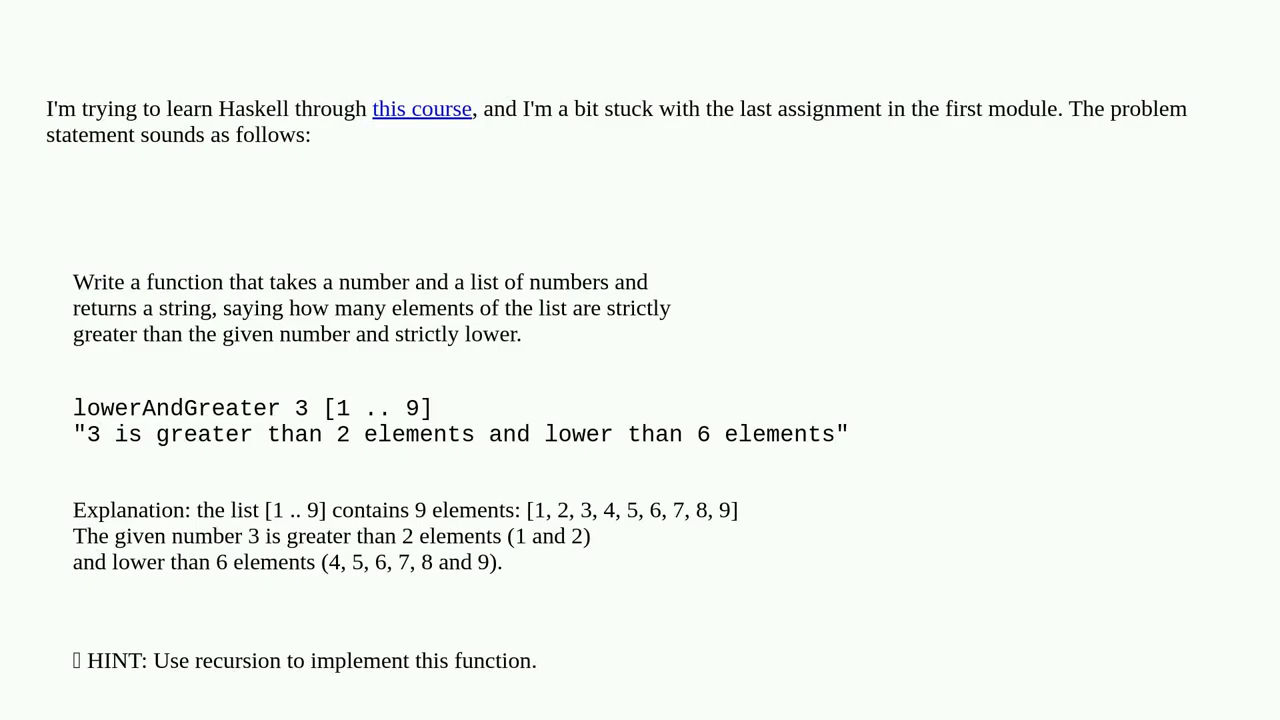 I'm trying to learn Haskell through this course, and I'm a bit stuck with the last assignment in the first module. The problem
statement sounds as follows:
Write a function that takes a number and a list of numbers and
returns a string, saying how many elements of the list are strictly
greater than the given number and strictly lower.
lowerAndGreater 3 [1 .. 9]
"3 is greater than 2 elements and lower than 6 elements"
Explanation: the list [1 .. 9] contains 9 elements: [1, 2, 3, 4, 5, 6, 7, 8, 9]
The given number 3 is greater than 2 elements (1 and 2)
and lower than 6 elements (4, 5, 6, 7, 8 and 9).
HINT: Use recursion to implement this function.